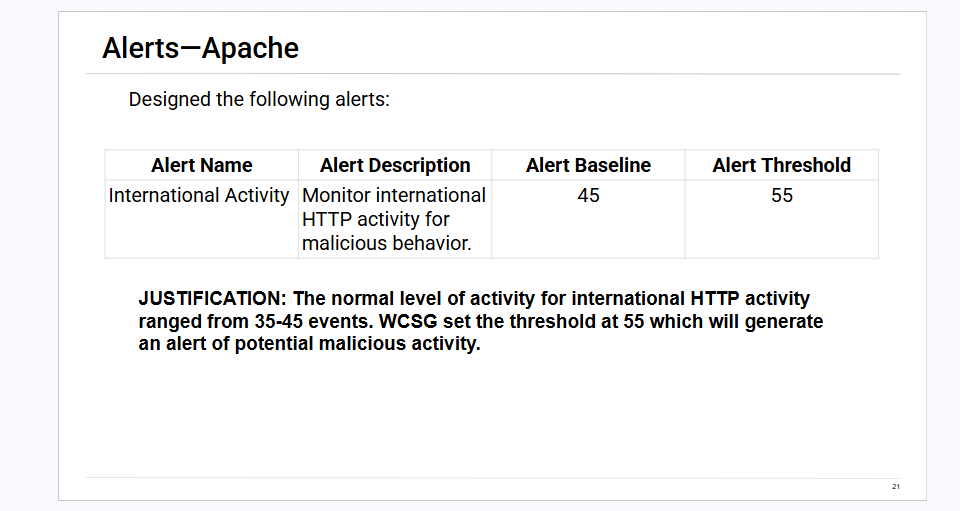 Alerts—Apache
Designed the following alerts:
Alert Name Alert Description Alert Baseline Alert Threshold
International Activity Monitor international 45 55
HTTP activity for
malicious behavior.
JUSTIFICATION: The normal level of activity for international HTTP activity
ranged from 35-45 events. WCSG set the threshold at 55 which will generate
an alert of potential malicious activity.
21